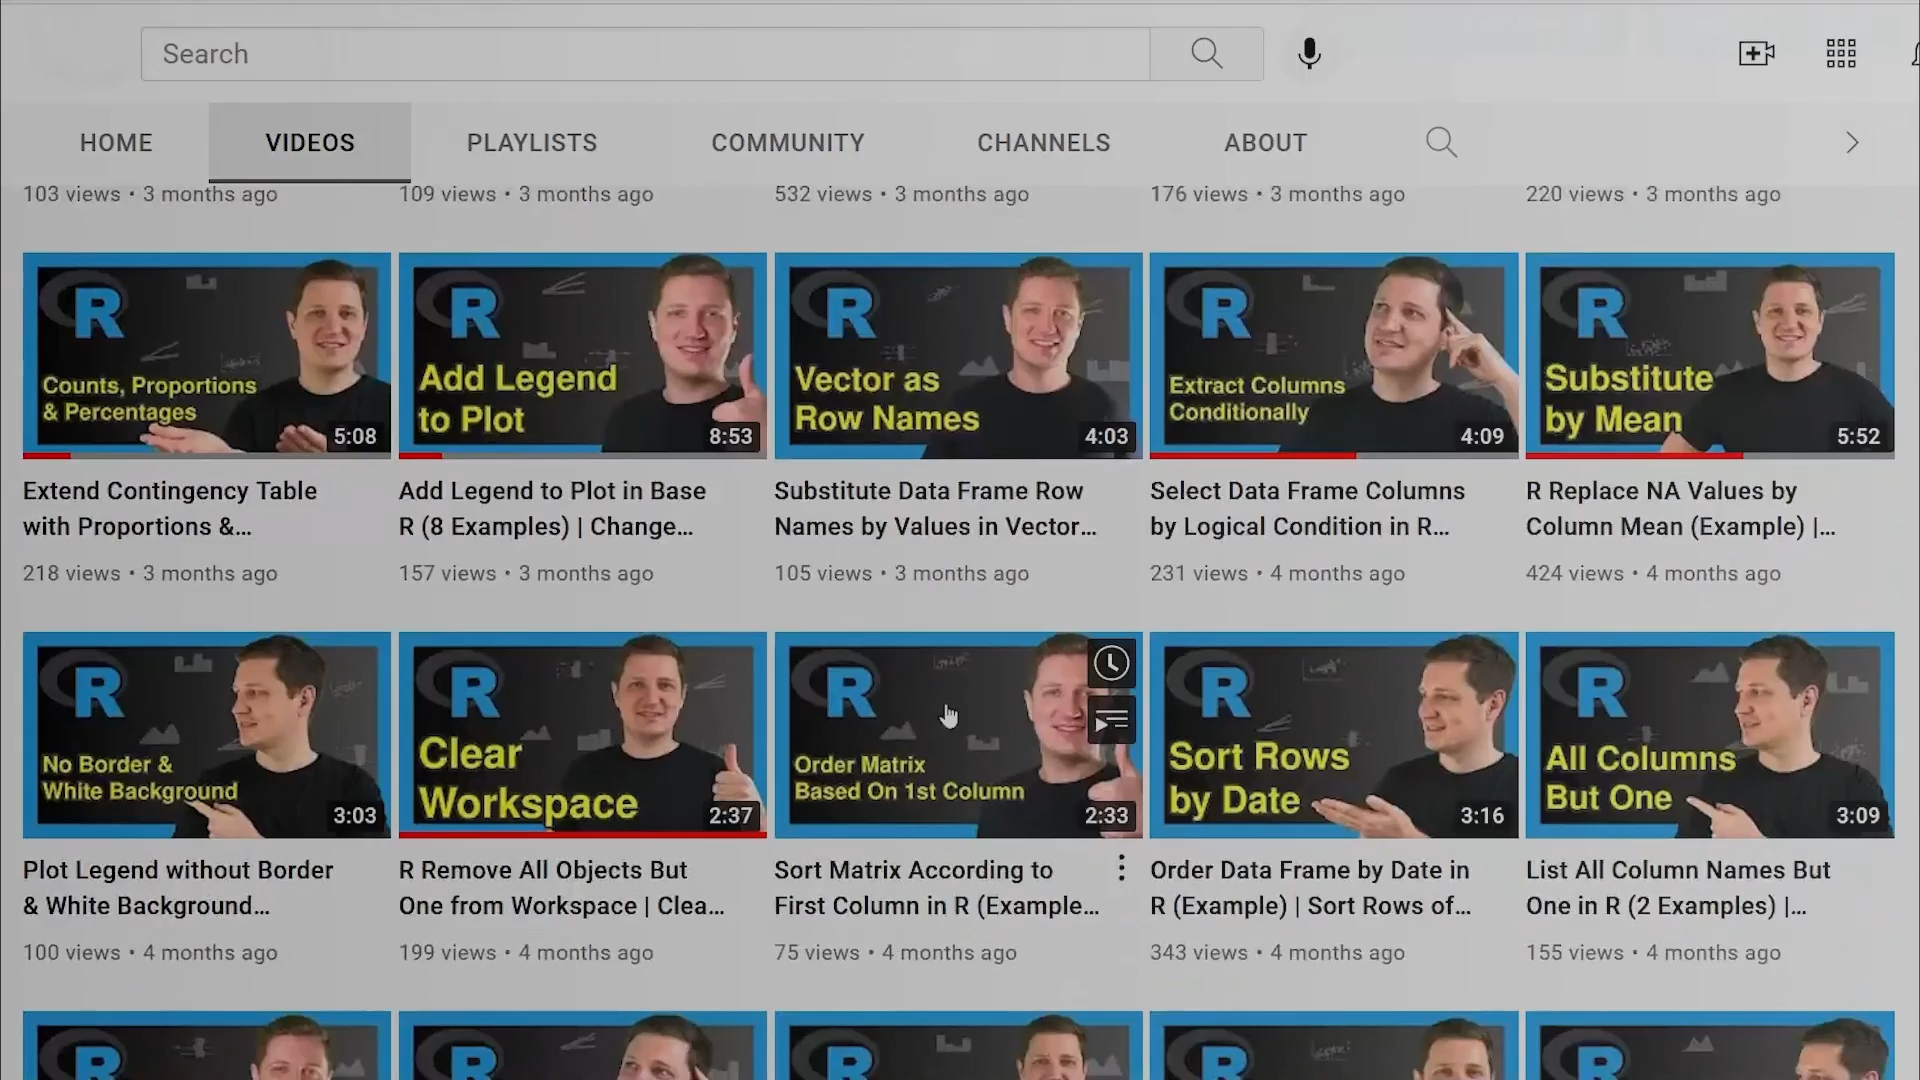 Search
HOME
VIDEOS
PLAYLISTS
COMMUNITY
CHANNELS
ABOUT
103 views • 3 months ago
109 views • 3 months ago
532 views • 3 months ago
176 views • 3 months ago
220 views • 3 months ago
R
Counts, Proportions
& Percentages
5:08
R
Add Legend
to Plot
8:53
R
Vector as
Row Names
4:03
R
Extract Columns
Conditionally
4:09
R
Substitute
by Mean
5:52
Extend Contingency Table
with Proportions &...
218 views • 3 months ago
Add Legend to Plot in Base
R (8 Examples) | Change...
157 views • 3 months ago
Substitute Data Frame Row
Names by Values in Vector...
105 views • 3 months ago
Select Data Frame Columns
by Logical Condition in R...
231 views • 4 months ago
R Replace NA Values by
Column Mean (Example) |...
424 views • 4 months ago
R
No Border &
White Background
3:03
R
Clear
Workspace
2:37
R
Order Matrix
Based On 1st Column
2:33
R
Sort Rows
by Date
3:16
R
All Columns
But One
3:09
Plot Legend without Border
& White Background...
100 views • 4 months ago
R Remove All Objects But
One from Workspace | Clea...
199 views • 4 months ago
Sort Matrix According to
First Column in R (Example...
75 views • 4 months ago
Order Data Frame by Date in
R (Example) | Sort Rows of...
343 views • 4 months ago
List All Column Names But
One in R (2 Examples) |...
155 views • 4 months ago
R
R
R
R
R